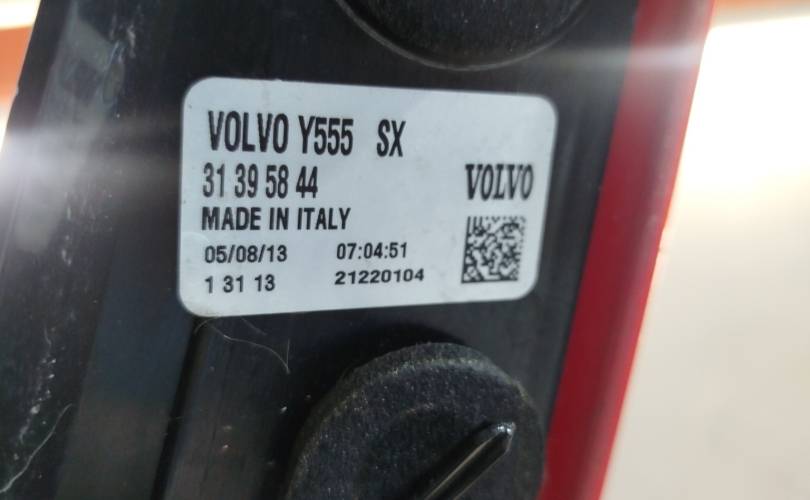 VOLVO Y555 SX
31 39 58 44
VOLVO
MADE IN ITALY
05/08/13 07:04:51
1 31 13 21220104